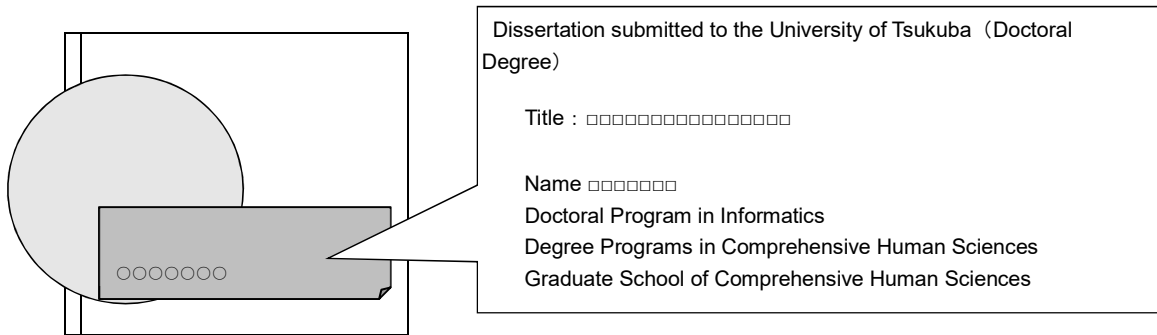 Dissertation submitted to the University of Tsukuba（Doctoral
Degree）
Title：□□□□□□□□□□□□□□□□
Name □□□□□□□
Doctoral Program in Informatics
Degree Programs in Comprehensive Human Sciences
Graduate School of Comprehensive Human Sciences
○○○○○○○